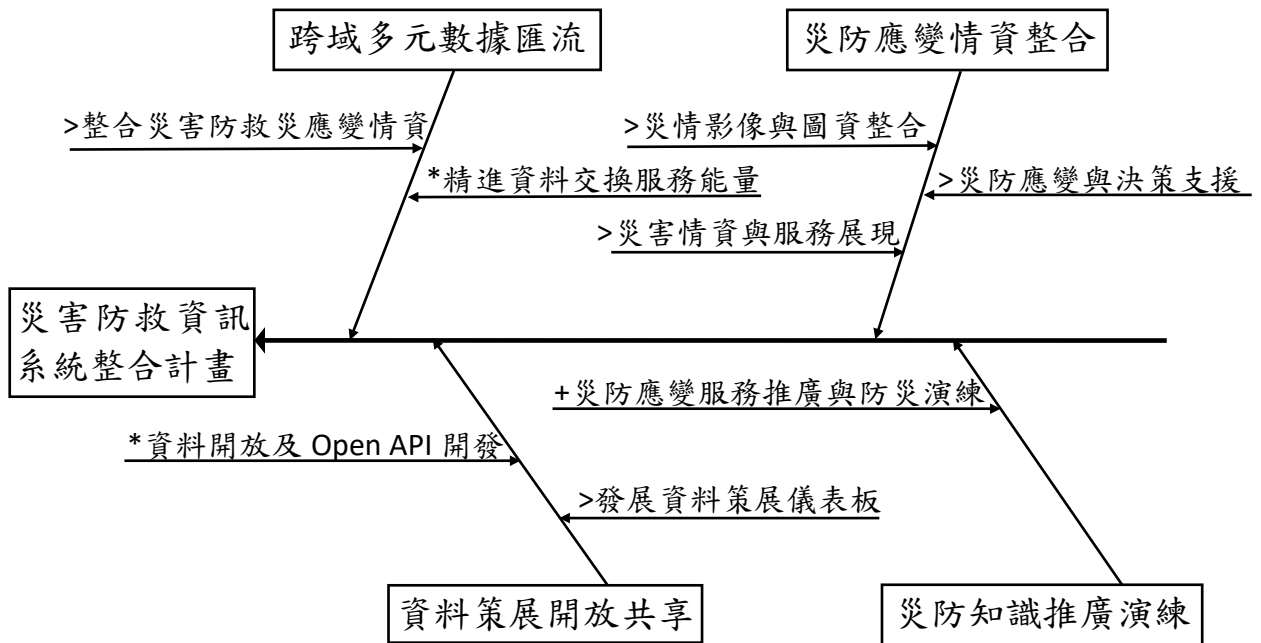 跨域多元數據匯流
災防應變情資整合
>整合災害防救災應變情資
>災情影像與圖資整合
*精進資料交換服務能量
>災防應變與決策支援
>災害情資與服務展現
災害防救資訊
系統整合計畫
+災防應變服務推廣與防災演練
*資料開放及 Open API 開發
>發展資料策展儀表板
資料策展開放共享
災防知識推廣演練